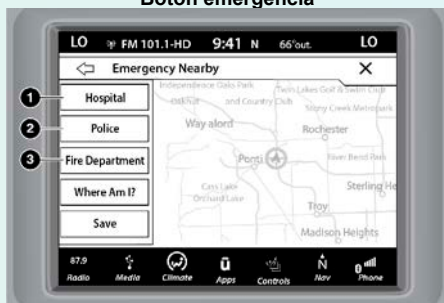 Botón emergencia
LO FM 101.1-HD 9:41 N 66°out. LO
Emergency Nearby X
1 Hospital
2 Police
3 Fire Department
Where Am I?
Save
Independence Oaks Park
Twin Lakes Golf & Swim Club
Oakhur and Country Club
Stony Creek Metropark
Way alord
Rochester
Ponti
River Bend Park
Cass Lake
Orchard Lake
Sterling He
Troy
Madison Heights
87.9
Radio Media Climate Apps Controls Nav Phone